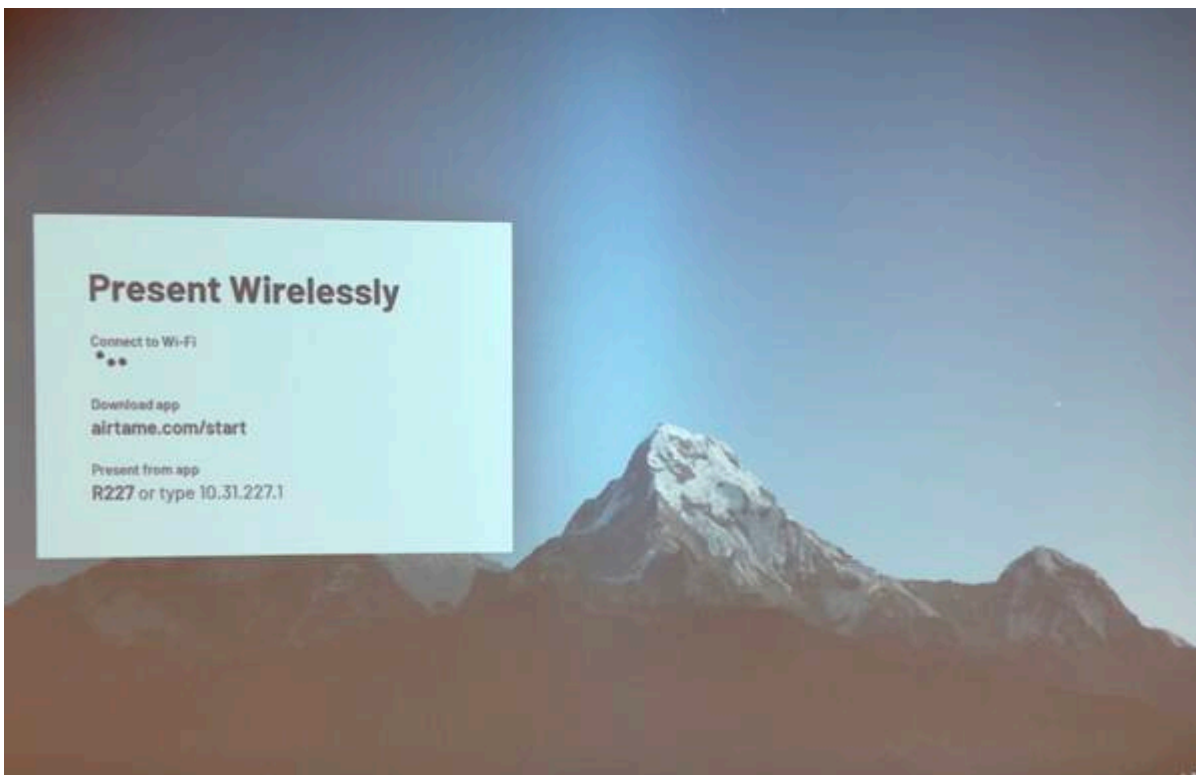 Present Wirelessly
Connect to Wi-Fi
Download app
airtame.com/start
Present from app
R227 or type 10.31.227.1